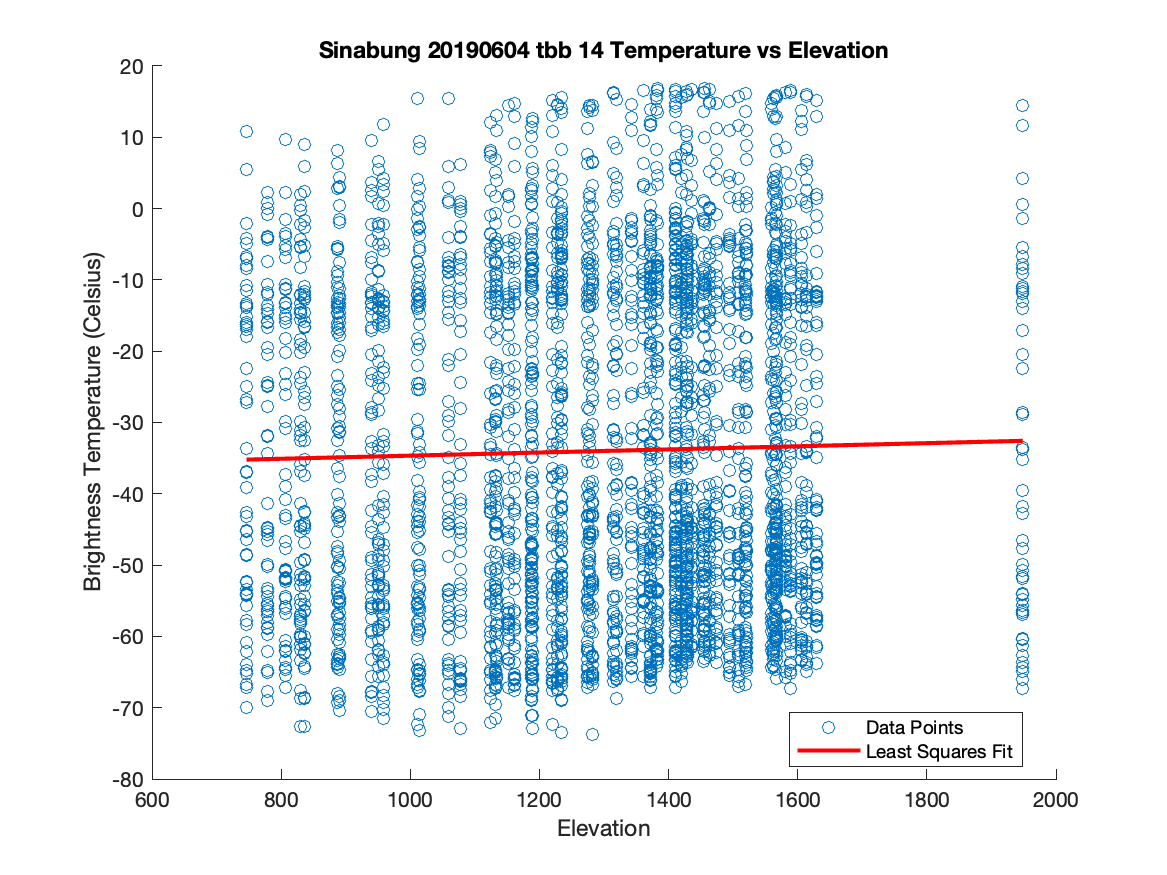 Sinabung 20190604 tbb 14 Temperature vs Elevation
20
10
0
-10
-20
-30
-40
-50
-60
-70
-80
Brightness Temperature (Celsius)
Data Points
Least Squares Fit
600 800 1000 1200 1400 1600 1800 2000
Elevation